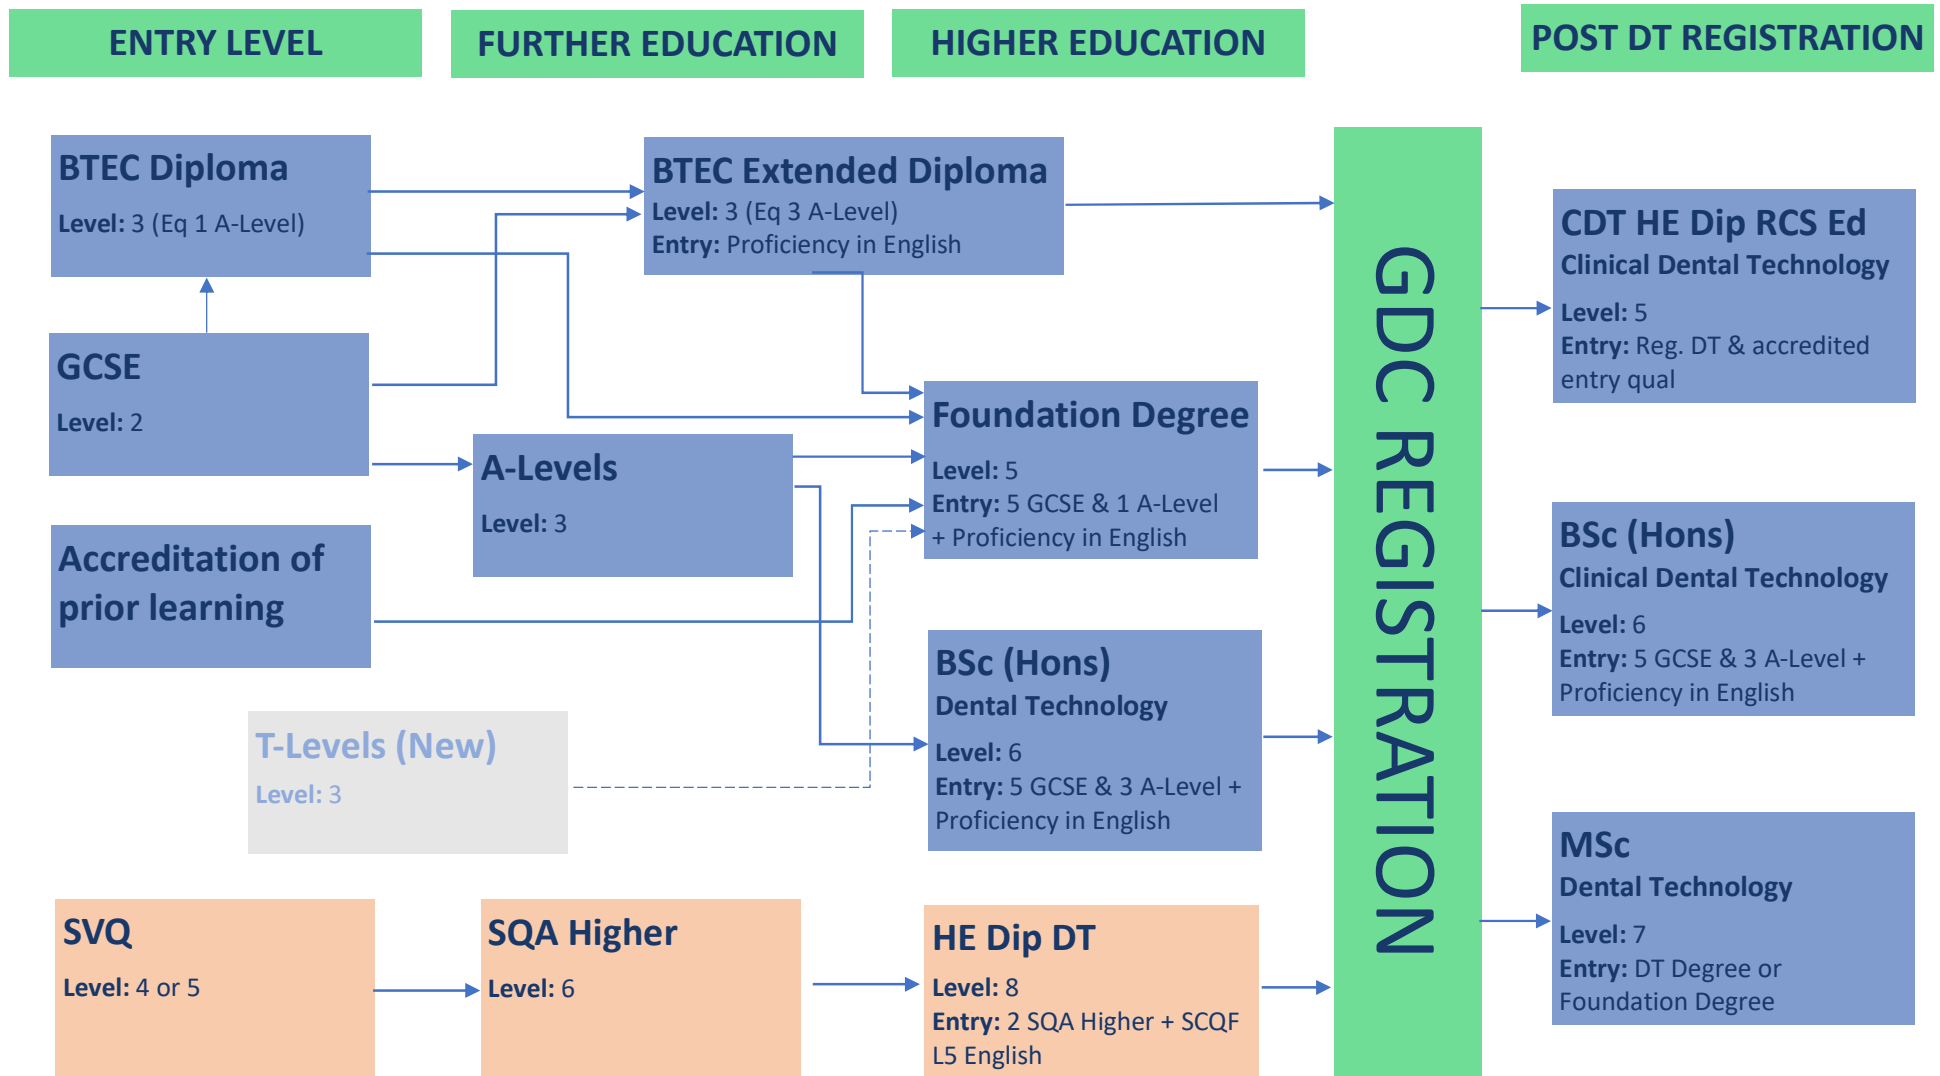 ENTRY LEVEL
FURTHER EDUCATION
HIGHER EDUCATION
POST DT REGISTRATION
BTEC Diploma
Level: 3 (Eq 1 A-Level)
GCSE
Level: 2
Accreditation of
prior learning
T-Levels (New)
Level: 3
SVQ
Level: 4 or 5
BTEC Extended Diploma
Level: 3 (Eq 3 A-Level)
Entry: Proficiency in English
A-Levels
Level: 3
SQA Higher
Level: 6
Foundation Degree
Level: 5
Entry: 5 GCSE & 1 A-Level
+ Proficiency in English
BSc (Hons)
Dental Technology
Level: 6
Entry: 5 GCSE & 3 A-Level +
Proficiency in English
HE Dip DT
Level: 8
Entry: 2 SQA Higher + SCQF
L5 English
GDC REGISTRATION
CDT HE Dip RCS Ed
Clinical Dental Technology
Level: 5
Entry: Reg. DT & accredited
entry qual
BSc (Hons)
Clinical Dental Technology
Level: 6
Entry: 5 GCSE & 3 A-Level +
Proficiency in English
MSc
Dental Technology
Level: 7
Entry: DT Degree or
Foundation Degree